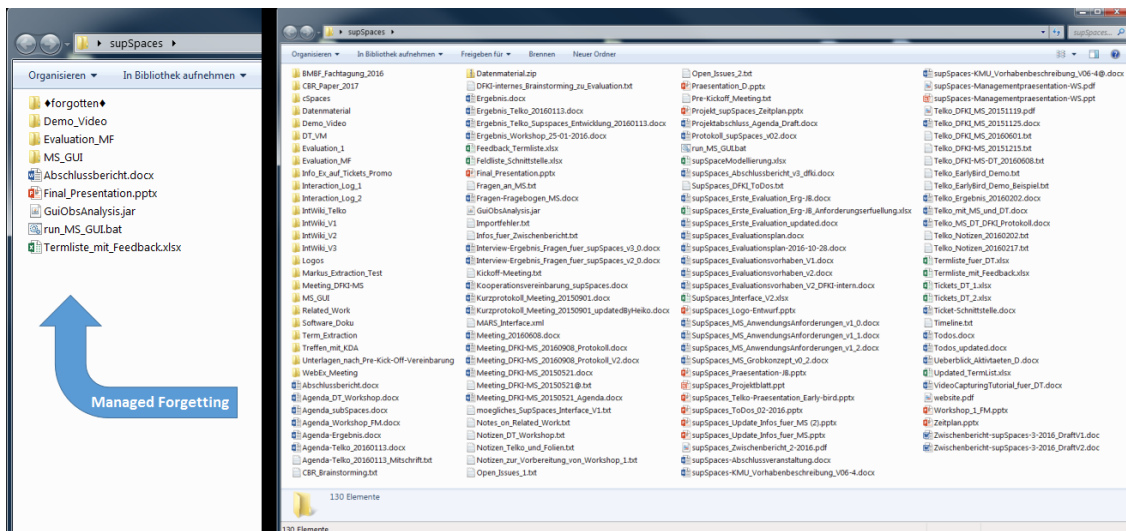 supSpaces
Organisieren
In Bibliothek aufnehmen
♦forgotten♦
Demo_Video
Evaluation_MF
MS_GUI
Abschlussbericht.docx
Final_Presentation.pptx
GuiObsAnalysis.jar
run_MS_GUI.bat
Termliste_mit_Feedback.xlsx
Managed Forgetting
supSpaces
supSpaces...
Organisieren
In Bibliothek aufnehmen
Freigeben für
Brennen
Neuer Ordner
BMBF_Fachtagung_2016
CBR_Paper_2017
cSpaces
Datenmaterial
Demo_Video
DT_VM
Evaluation_1
Evaluation_MF
Info_Ex_auf_Tickets_Promo
Interaction_Log_1
Interaction_Log_2
IntWiki_Telko
IntWiki_V1
IntWiki_V2
IntWiki_V3
Logos
Markus_Extraction_Test
Meeting_DFKI-MS
MS_GUI
Related_Work
Software_Doku
Term_Extraction
Treffen_mit_KDA
Unterlagen_nach_Pre-Kick-Off-Vereinbarung
WebEx_Meeting
Abschlussbericht.docx
Agenda_DT_Workshop.docx
Agenda_subSpaces.docx
Agenda_Workshop_FM.docx
Agenda-Ergebnis.docx
Agenda-Telko_20160113.docx
Agenda-Telko_20160113_Mitschrift.txt
CBR_Brainstorming.txt
Datenmaterial.zip
DFKI-internes_Brainstorming_zu_Evaluation.txt
Ergebnis.docx
Ergebnis_Telko_20160113.docx
Ergebnis_Telko_Supspaces_Entwicklung_20160113.docx
Ergebnis_Workshop_25-01-2016.docx
Feedback_Termliste.xlsx
Feldliste_Schnittstelle.xlsx
Final_Presentation.pptx
Fragen_an_MS.txt
Fragen-Fragebogen_MS.docx
GuiObsAnalysis.jar
Importfehler.txt
Infos_fuer_Zwischenbericht.txt
Interview-Ergebnis_Fragen_fuer_supSpaces_v3_0.docx
Interview-Ergebnis_Fragen_fuer_supSpaces_v2_0.docx
Kickoff-Meeting.txt
Kooperationsvereinbarung_supSpaces.docx
Kurzprotokoll_Meeting_20150901.docx
Kurzprotokoll_Meeting_20150901_updatedByHeiko.docx
MARS_Interface.xml
Meeting_20160608.docx
Meeting_DFKI-MS_20160908_Protokoll.docx
Meeting_DFKI-MS_20160908_Protokoll_V2.docx
Meeting_DFKI-MS_20150521.docx
Meeting_DFKI-MS_20150521@.txt
Meeting_DFKI-MS_20150521_Agenda.docx
moegliches_SupSpaces_Interface_V1.txt
Notes_on_Related_Work.txt
Notizen_DT_Workshop.txt
Notizen_Telko_und_Folien.txt
Notizen_zur_Vorbereitung_von_Workshop_1.txt
Open_Issues_1.txt
Open_Issues_2.txt
Praesentation_D.pptx
Pre-Kickoff_Meeting.txt
Projekt_supSpaces_Zeitplan.pptx
Projektabschluss_Agenda_Draft.docx
Protokoll_supSpaces_v02.docx
run_MS_GUI.bat
supSpaceModellierung.xlsx
supSpaces_Abschlussbericht_v3_dfki.docx
SupSpaces_DFKI_ToDos.txt
supSpaces_Erste_Evaluation_Erg-JB.docx
supSpaces_Erste_Evaluation_Erg-JB_Anforderungserfuellung.xlsx
supSpaces_Erste_Evaluation_updated.docx
supSpaces_Evaluationsplan.docx
supSpaces_Evaluationsplan-2016-10-28.docx
supSpaces_Evaluationsvorhaben_V1.docx
supSpaces_Evaluationsvorhaben_v2.docx
supSpaces_Evaluationsvorhaben_V2_DFKI-intern.docx
SupSpaces_Interface_V2.xlsx
supSpaces_Logo-Entwurf.pptx
SupSpaces_MS_AnwendungsAnforderungen_v1_0.docx
SupSpaces_MS_AnwendungsAnforderungen_v1_1.docx
SupSpaces_MS_AnwendungsAnforderungen_v1_2.docx
SupSpaces_MS_Grobkonzept_v0_2.docx
supSpaces_Praesentation-JB.pptx
supSpaces_Projektblatt.ppt
supSpaces_Telko-Praesentation_Early-bird.pptx
supSpaces_ToDos_02-2016.pptx
supSpaces_Update_Infos_fuer_MS (2).pptx
supSpaces_Update_Infos_fuer_MS.pptx
supSpaces_Zwischenbericht_2-2016.pdf
supSpaces-Abschlussveranstaltung.docx
supSpaces-KMU_Vorhabenbeschreibung_V06-4.docx
supSpaces-KMU_Vorhabenbeschreibung_V06-4@.docx
supSpaces-Managementpraesentation-WS.pdf
supSpaces-Managementpraesentation-WS.ppt
Telko_DFKI_MS_20151119.pdf
Telko_DFKI_MS_20151125.docx
Telko_DFKI_MS_20160601.txt
Telko_DFKI-MS_20151215.txt
Telko_DFKI-MS-DT_20160608.txt
Telko_EarlyBird_Demo.txt
Telko_EarlyBird_Demo_Beispiel.txt
Telko_Ergebnis_20160202.docx
Telko_mit_MS_und_DT.docx
Telko_MS_DT_DFKI_Protokoll.docx
Telko_Notizen_20160202.txt
Telko_Notizen_20160217.txt
Termliste_fuer_DT.xlsx
Termliste_mit_Feedback.xlsx
Tickets_DT_1.xlsx
Tickets_DT_2.xlsx
Ticket-Schnittstelle.docx
Timeline.txt
Todos.docx
Todos_updated.docx
Ueberblick_Aktivtaeten_D.docx
Updated_TermList.xlsx
VideoCapturingTutorial_fuer_DT.docx
website.pdf
Workshop_1_FM.pptx
Zeitplan.pptx
Zwischenbericht-supSpaces-3-2016_DraftV1.doc
Zwischenbericht-supSpaces-3-2016_DraftV2.doc
130 Elemente
130 Elemente